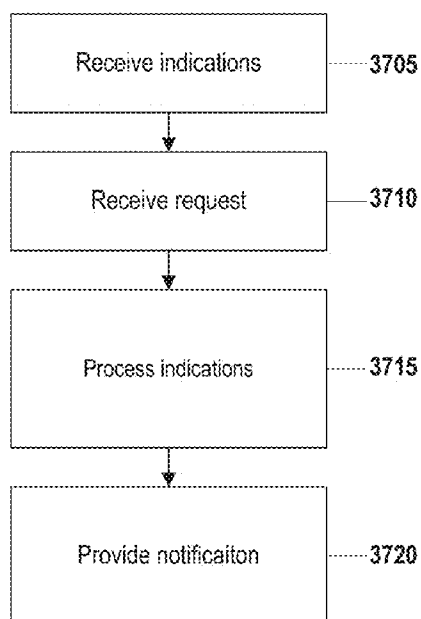 Receive indications 3705
Receive request 3710
Process indications 3715
Provide notificaiton 3720